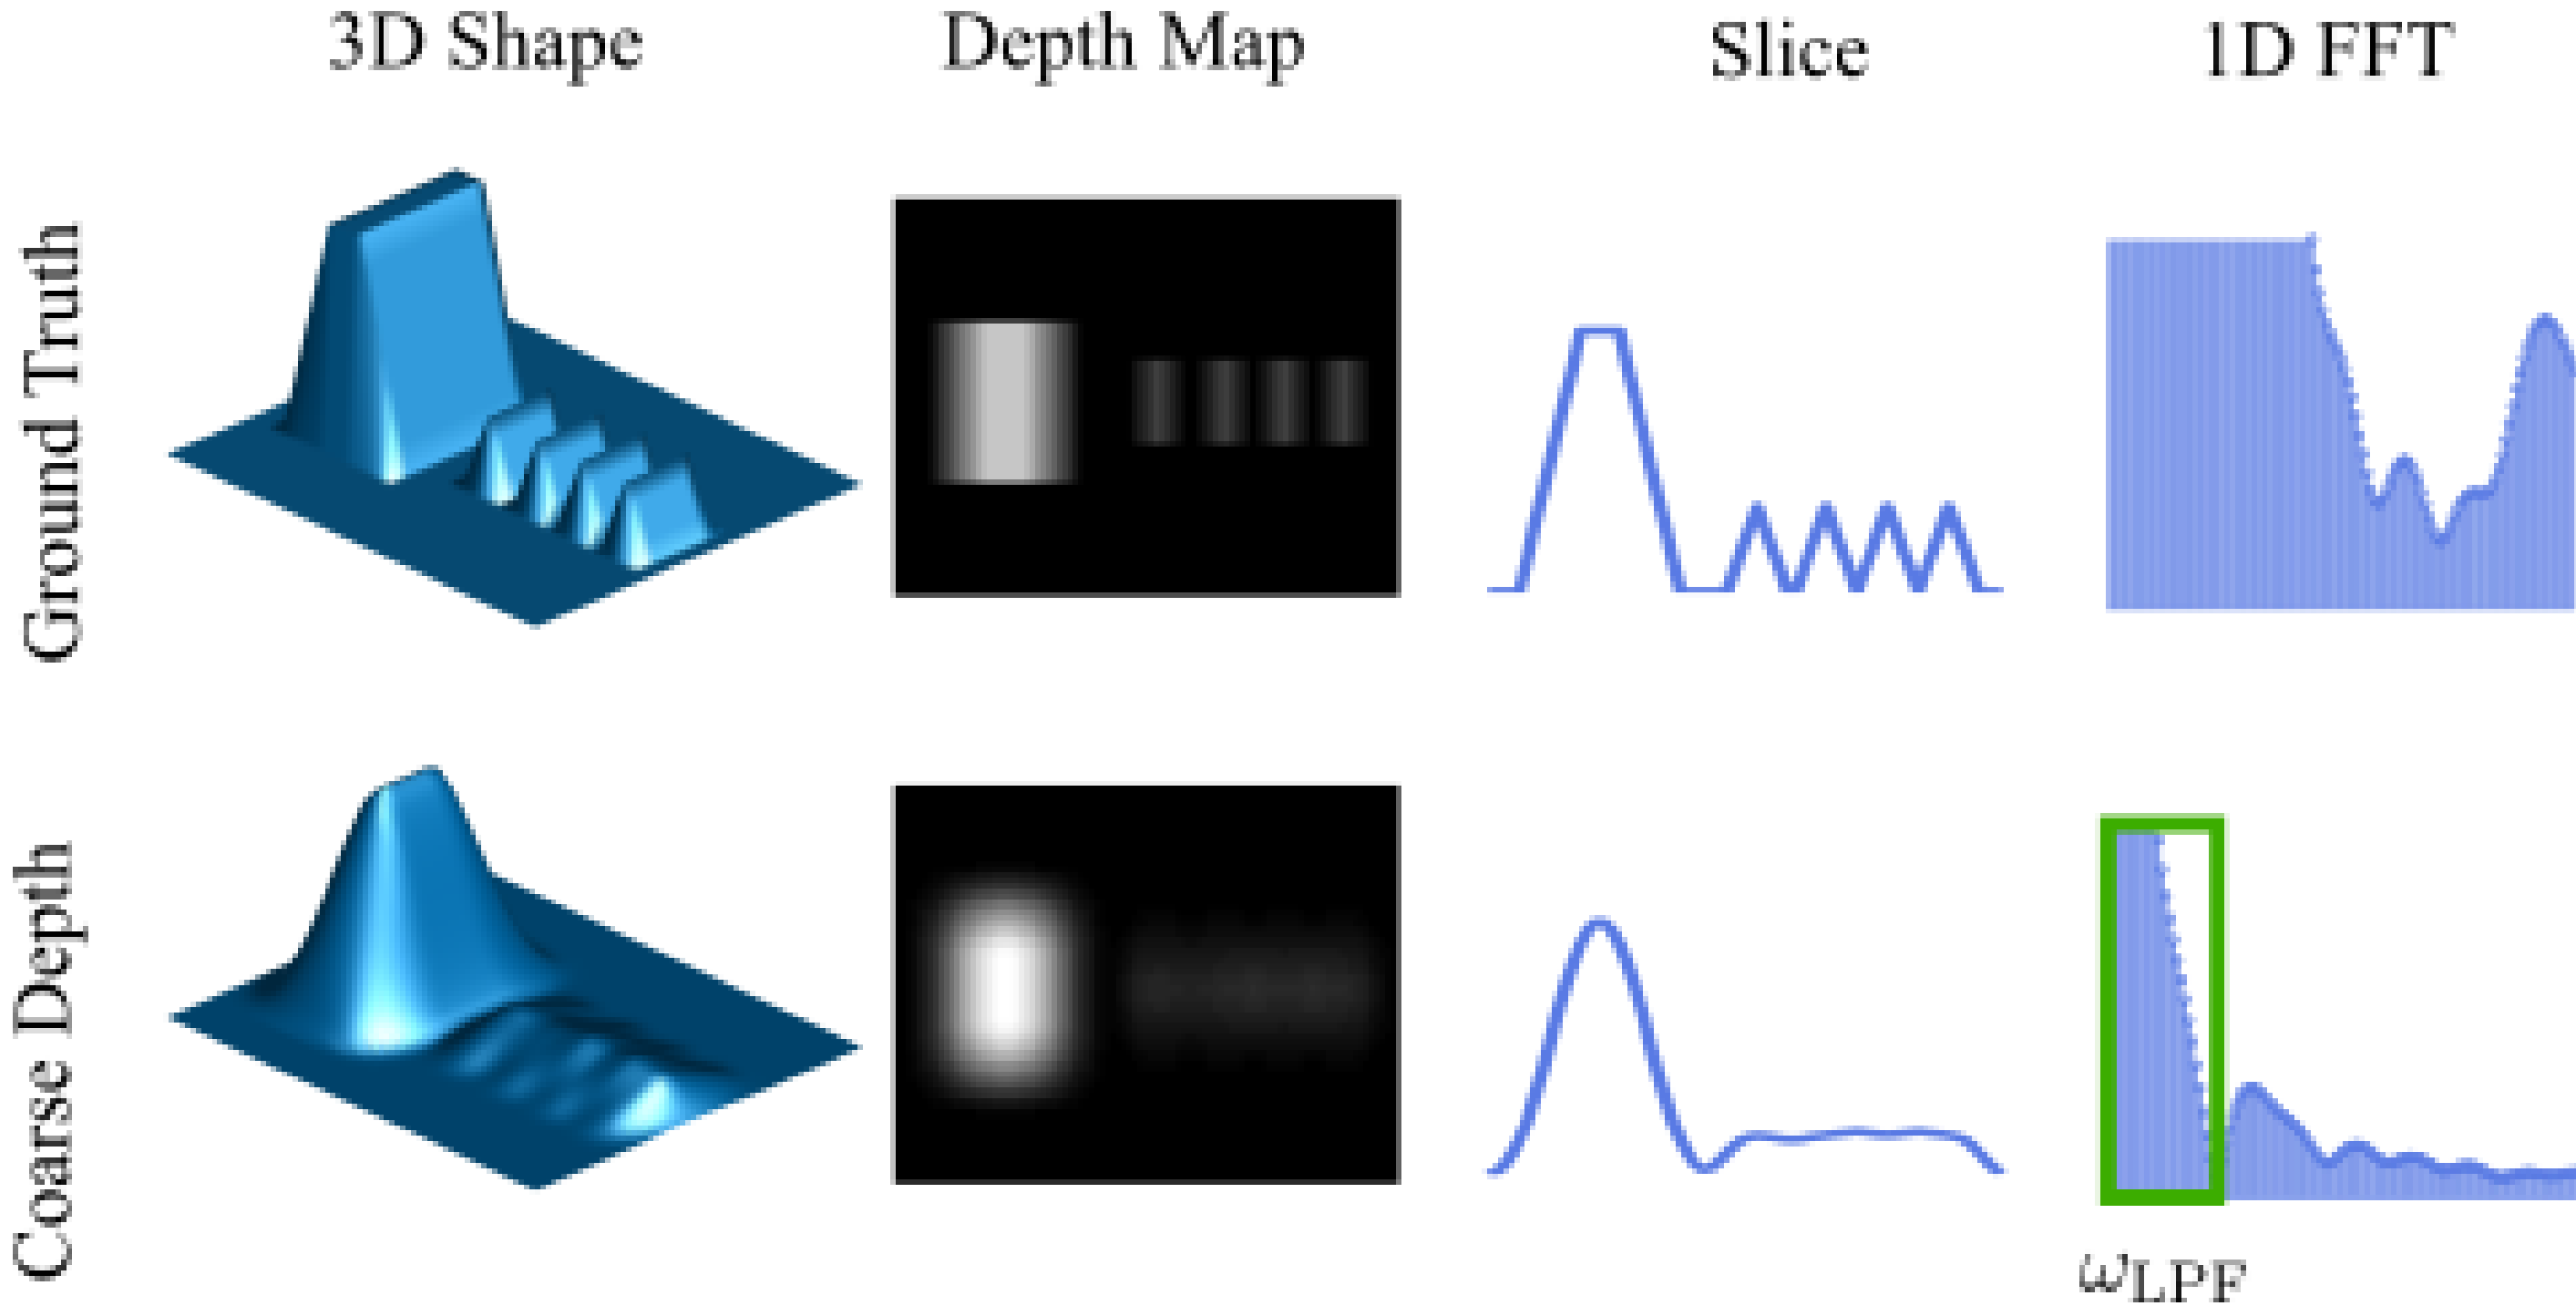 3D Shape
Depth Map
Slice
1D FFT
Ground Truth
Coarse Depth
ωLPF